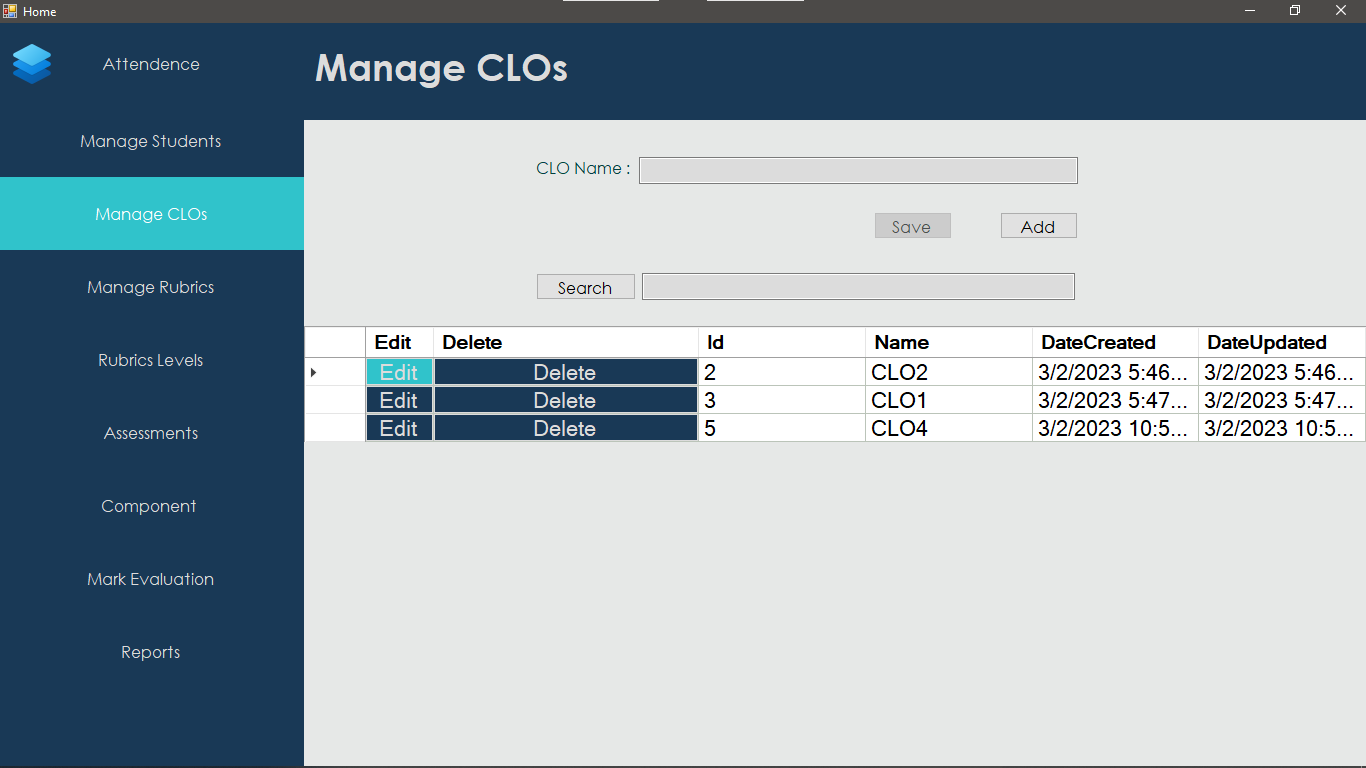 Home
Attendence
Manage CLOs
Manage Students
Manage CLOs
Manage Rubrics
Rubrics Levels
Assessments
Component
Mark Evaluation
Reports
CLO Name :
Save Add
Search
Edit Delete Id Name DateCreated DateUpdated
Edit Delete 2 CLO2 3/2/2023 5:46... 3/2/2023 5:46...
Edit Delete 3 CLO1 3/2/2023 5:47... 3/2/2023 5:47...
Edit Delete 5 CLO4 3/2/2023 10:5... 3/2/2023 10:5...